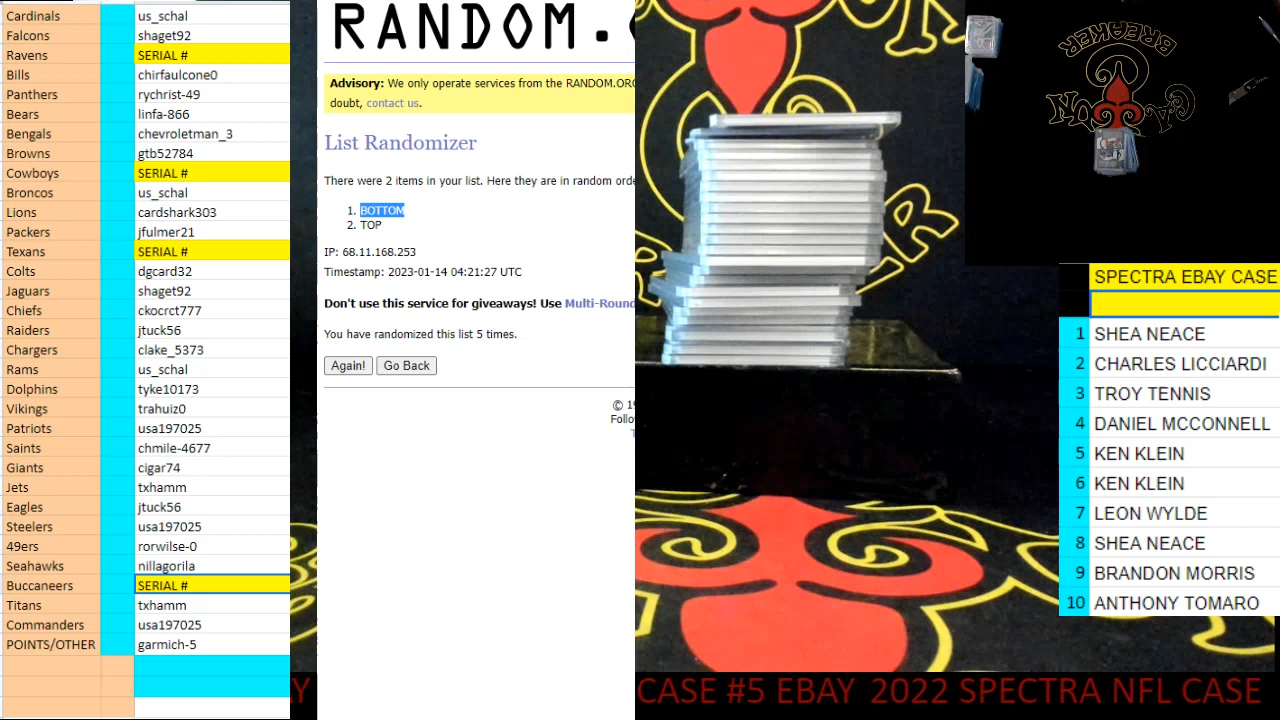 Cardinals us_schal
Falcons shaget92
Ravens SERIAL #
Bills chirfaulcone0
Panthers rychrist-49
Bears linfa-866
Bengals chevroletman_3
Browns gtb52784
Cowboys SERIAL #
Broncos us_schal
Lions cardshark303
Packers jfulmer21
Texans SERIAL #
Colts dgcard32
Jaguars shaget92
Chiefs ckocrct777
Raiders jtuck56
Chargers clake_5373
Rams us_schal
Dolphins tyke10173
Vikings trahuiz0
Patriots usa197025
Saints chmile-4677
Giants cigar74
Jets txhamm
Eagles jtuck56
Steelers usa197025
49ers rorwilse-0
Seahawks nillagorila
Buccaneers SERIAL #
Titans txhamm
Commanders usa197025
POINTS/OTHER garmich-5
RANDOM.
Advisory: We only operate services from the RANDOM.ORG
doubt, contact us.
List Randomizer
There were 2 items in your list. Here they are in random orde
1. BOTTOM
2. TOP
IP: 68.11.168.253
Timestamp: 2023-01-14 04:21:27 UTC
Don't use this service for giveaways! Use Multi-Round
You have randomized this list 5 times.
Again! Go Back
© 19
Follo
BREAKER
SPECTRA EBAY CASE
1 SHEA NEACE
2 CHARLES LICCIARDI
3 TROY TENNIS
4 DANIEL MCCONNELL
5 KEN KLEIN
6 KEN KLEIN
7 LEON WYLDE
8 SHEA NEACE
9 BRANDON MORRIS
10 ANTHONY TOMARO
Y CASE #5 EBAY 2022 SPECTRA NFL CASE